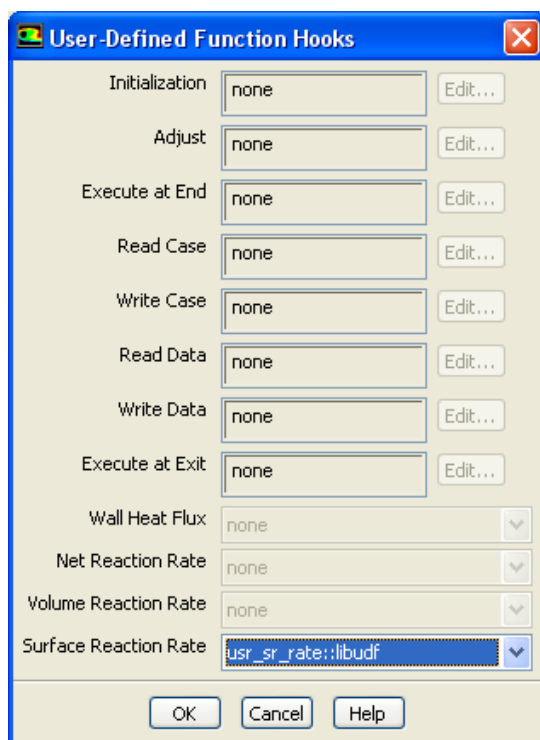 User-Defined Function Hooks
Initialization none Edit...
Adjust none Edit...
Execute at End none Edit...
Read Case none Edit...
Write Case none Edit...
Read Data none Edit...
Write Data none Edit...
Execute at Exit none Edit...
Wall Heat Flux none
Net Reaction Rate none
Volume Reaction Rate none
Surface Reaction Rate usr_sr_rate::libudf
OK Cancel Help